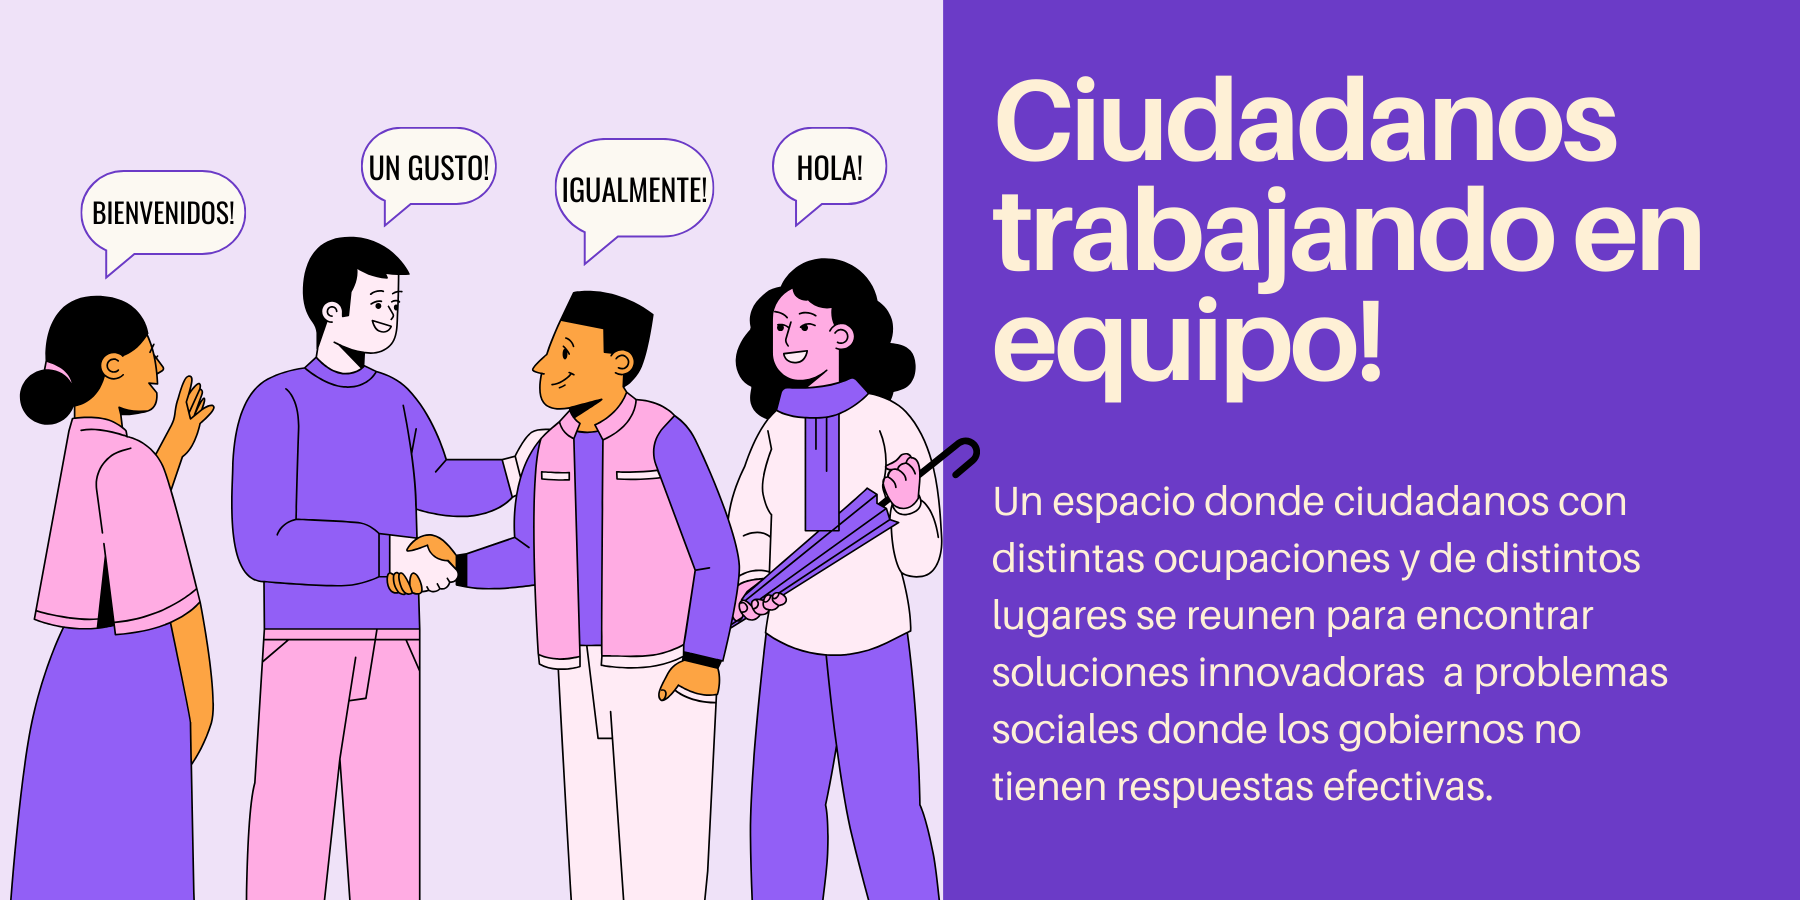 BIENVENIDOS!
UN GUSTO!
IGUALMENTE!
HOLA!
Ciudadanos
trabajando en
equipo!
Un espacio donde ciudadanos con
distintas ocupaciones y de distintos
lugares se reunen para encontrar
soluciones innovadoras  a problemas
sociales donde los gobiernos no
tienen respuestas efectivas.